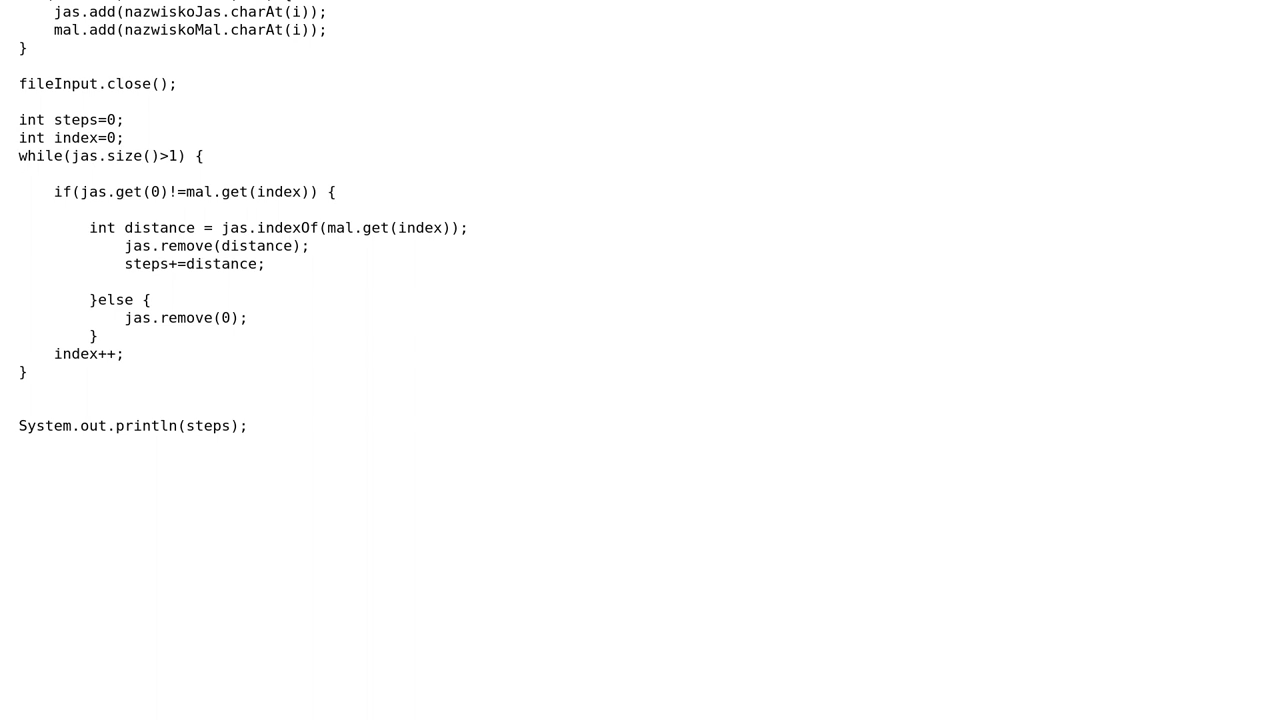 jas.add(nazwiskoJas.charAt(i));
mal.add(nazwiskoMal.charAt(i));
}
fileInput.close();
int steps=0;
int index=0;
while(jas.size()>1) {
if(jas.get(0)!=mal.get(index)) {
int distance = jas.indexOf(mal.get(index));
jas.remove(distance);
steps+=distance;
}else {
jas.remove(0);
}
index++;
}
System.out.println(steps);